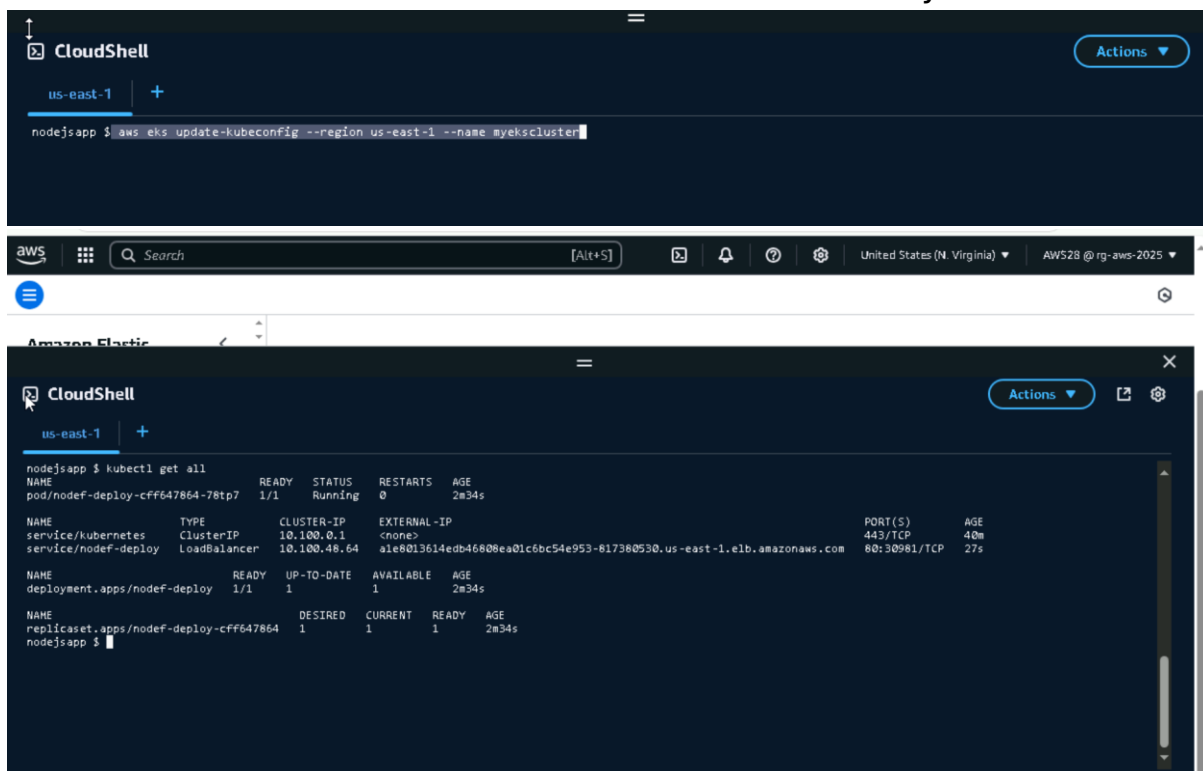 CloudShell
Actions ▼
us-east-1 +
nodejsapp $ aws eks update-kubeconfig --region us-east-1 --name myekscluster
aws Search [Alt+S] United States (N. Virginia) ▼ AWS28 @ rg-aws-2025 ▼
Amazon Elastic
CloudShell
Actions ▼
us-east-1 +
nodejsapp $ kubectl get all
NAME READY STATUS RESTARTS AGE
pod/nodef-deploy-cff647864-78tp7 1/1 Running 0 2m34s
NAME TYPE CLUSTER-IP EXTERNAL-IP PORT(S) AGE
service/kubernetes ClusterIP 10.100.0.1 <none> 443/TCP 40m
service/nodef-deploy LoadBalancer 10.100.48.64 a1e8013614edb46808ea01c6bc54e953-817380530.us-east-1.elb.amazonaws.com 80:30981/TCP 27s
NAME READY UP-TO-DATE AVAILABLE AGE
deployment.apps/nodef-deploy 1/1 1 1 2m34s
NAME DESIRED CURRENT READY AGE
replicaset.apps/nodef-deploy-cff647864 1 1 1 2m34s
nodejsapp $